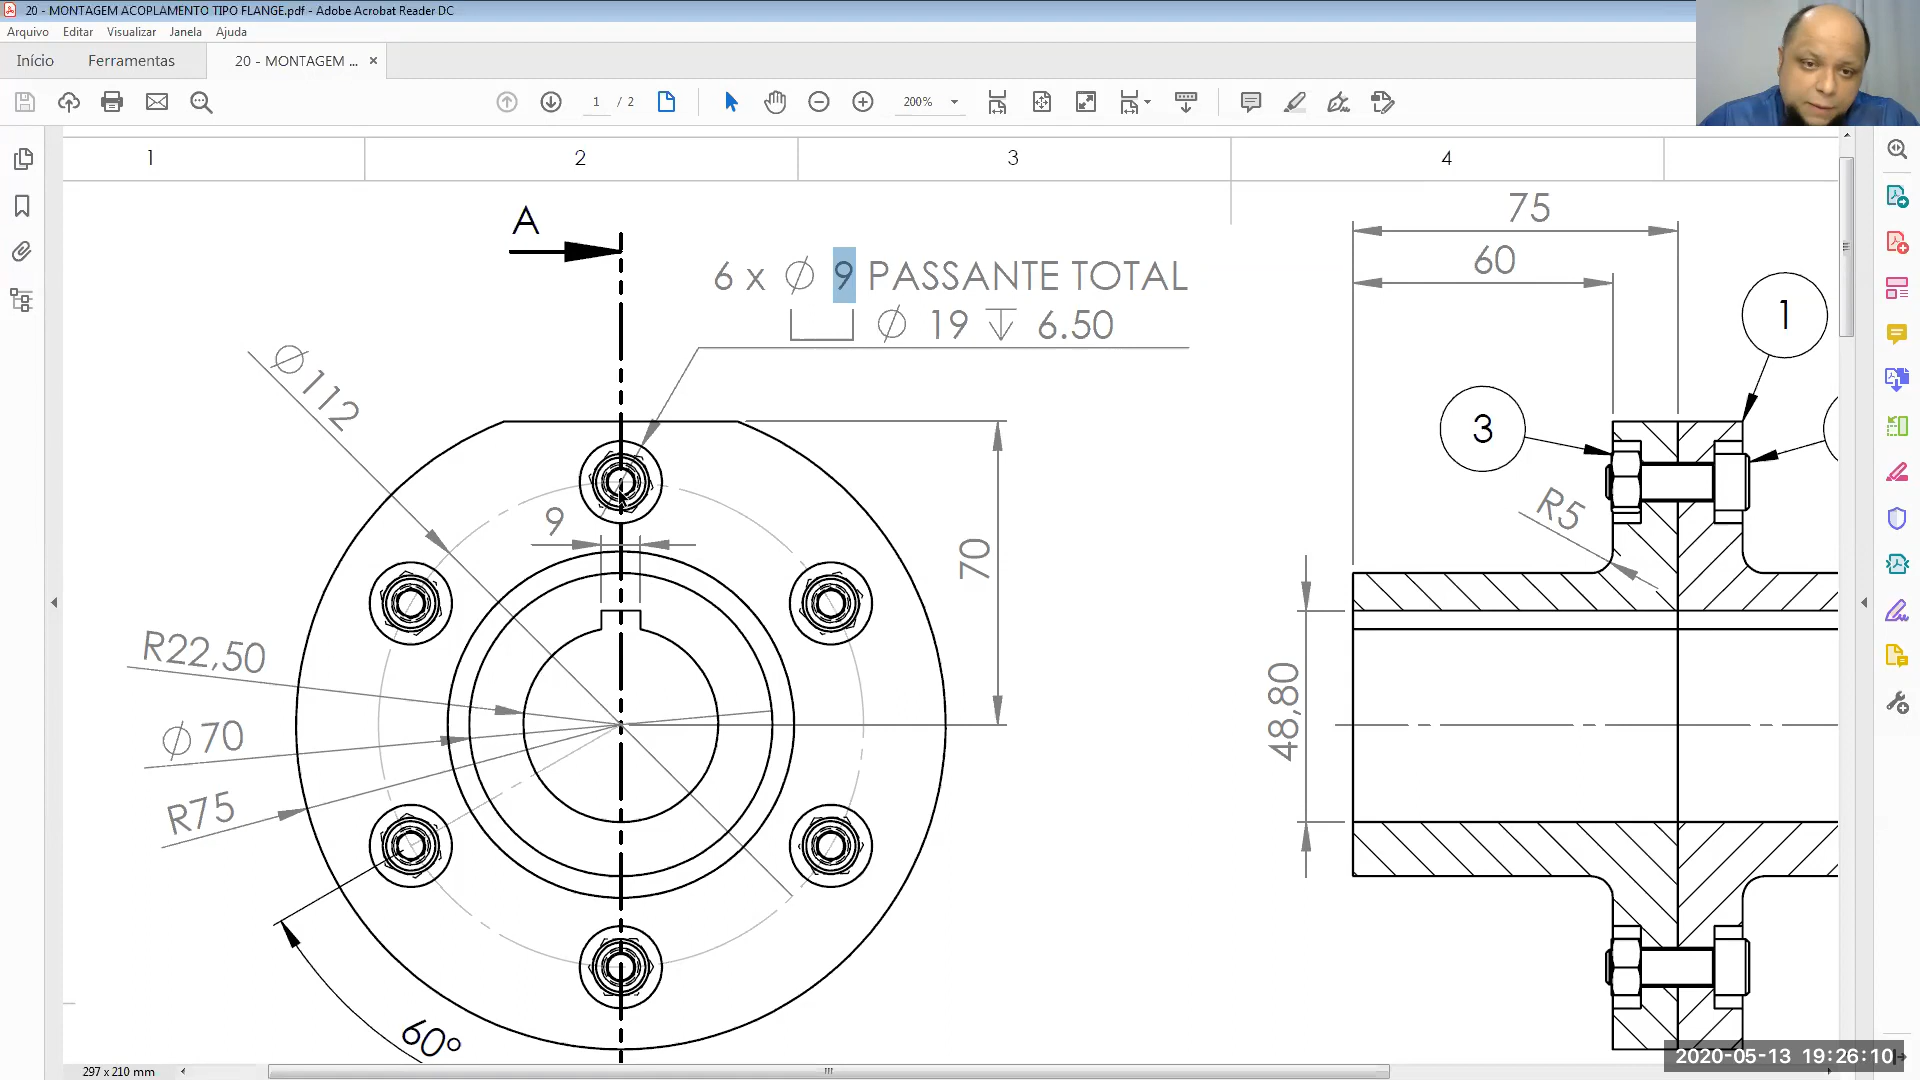 20 - MONTAGEM ACOPLAMENTO TIPO FLANGE.pdf - Adobe Acrobat Reader DC
Arquivo Editar Visualizar Janela Ajuda
Início Ferramentas 20 - MONTAGEM ... ×
1 / 2 200%
1 2 3 4
A
6 x ∅ 9 PASSANTE TOTAL
⌴ ∅ 19 ↧ 6.50
75
60
1
3
∅112
9
70
R5
R22,50
∅70
R75
48,80
60°
297 x 210 mm
2020-05-13 19:26:10